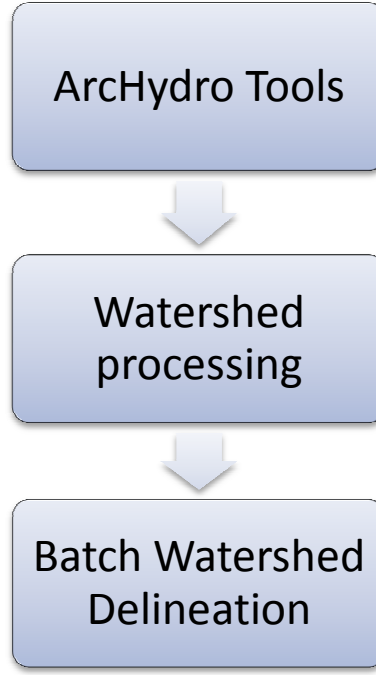 ArcHydro Tools
Watershed
processing
Batch Watershed
Delineation